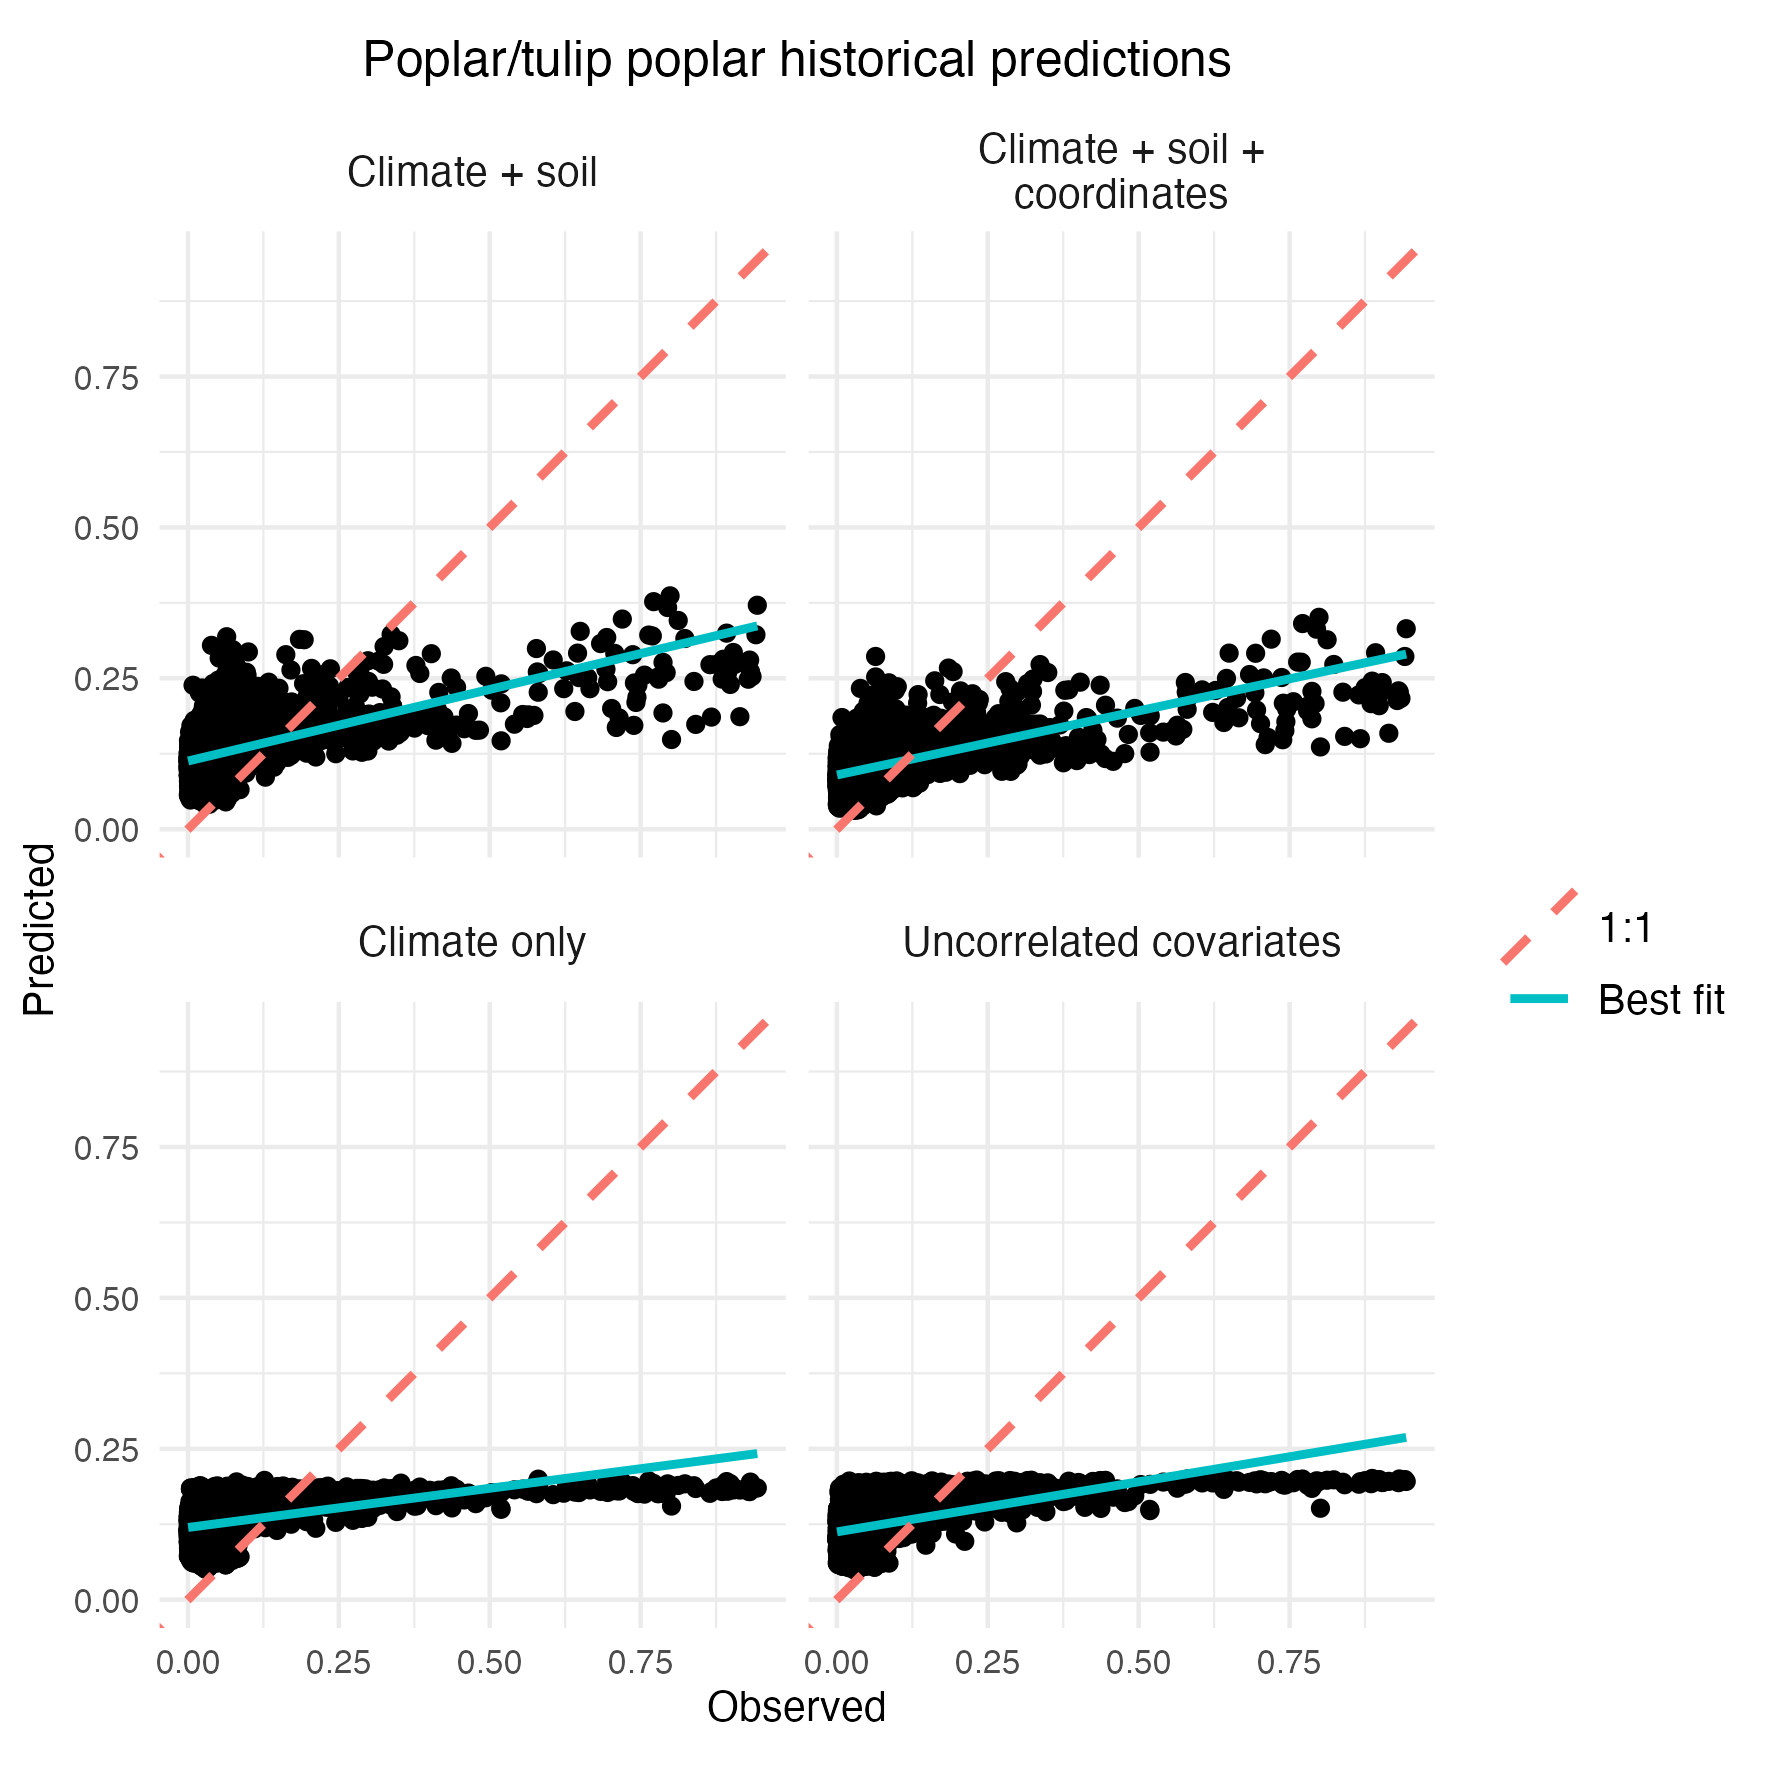 Poplar/tulip poplar historical predictions
Climate + soil
Climate + soil +
coordinates
0.75
0.50
0.25
0.00
Climate only
Uncorrelated covariates
0.75
0.50
0.25
0.00
0.00 0.25 0.50 0.75
0.00 0.25 0.50 0.75
Observed
Predicted
1:1
Best fit